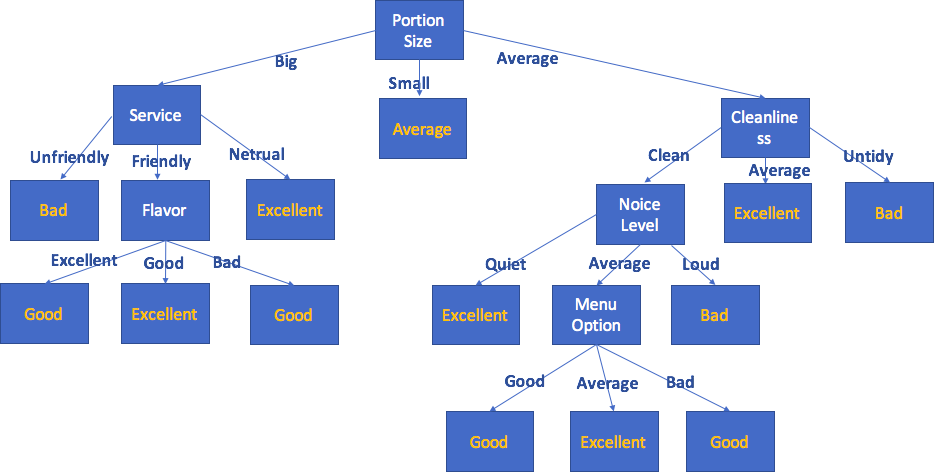 Portion
Size
Big
Small
Average
Service
Average
Cleanline
ss
Unfriendly
Friendly
Netrual
Clean
Average
Untidy
Bad
Flavor
Excellent
Noice
Level
Excellent
Bad
Excellent
Good
Bad
Quiet
Average
Loud
Good
Excellent
Good
Excellent
Menu
Option
Bad
Good
Average
Bad
Good
Excellent
Good